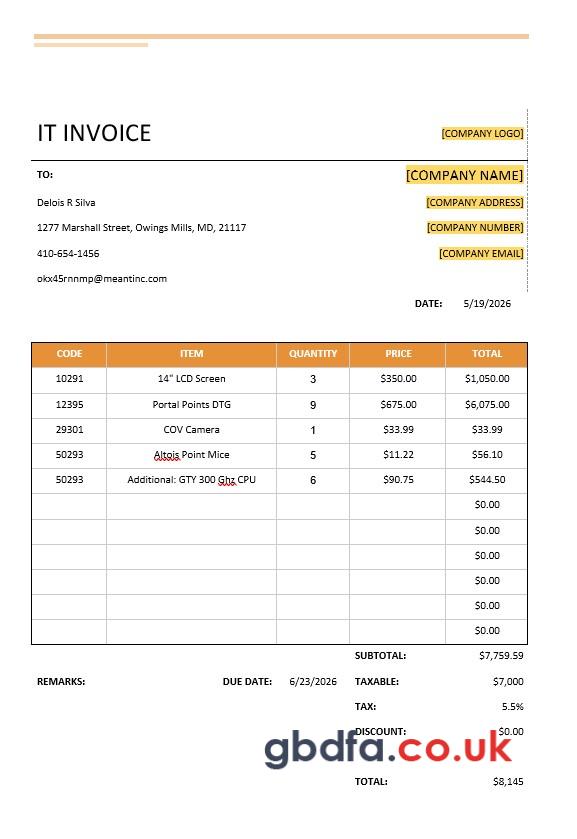 IT INVOICE
[COMPANY LOGO]
TO:
[COMPANY NAME]
Delois R Silva
[COMPANY ADDRESS]
1277 Marshall Street, Owings Mills, MD, 21117
[COMPANY NUMBER]
410-654-1456
[COMPANY EMAIL]
okx45rnnmp@meantinc.com
DATE: 5/19/2026
CODE ITEM QUANTITY PRICE TOTAL
10291 14" LCD Screen 3 $350.00 $1,050.00
12395 Portal Points DTG 9 $675.00 $6,075.00
29301 COV Camera 1 $33.99 $33.99
50293 Altois Point Mice 5 $11.22 $56.10
50293 Additional: GTY 300 Ghz CPU 6 $90.75 $544.50
$0.00
$0.00
$0.00
$0.00
$0.00
$0.00
SUBTOTAL: $7,759.59
REMARKS: DUE DATE: 6/23/2026 TAXABLE: $7,000
TAX: 5.5%
DISCOUNT: $0.00
gbdfa.co.uk
TOTAL: $8,145